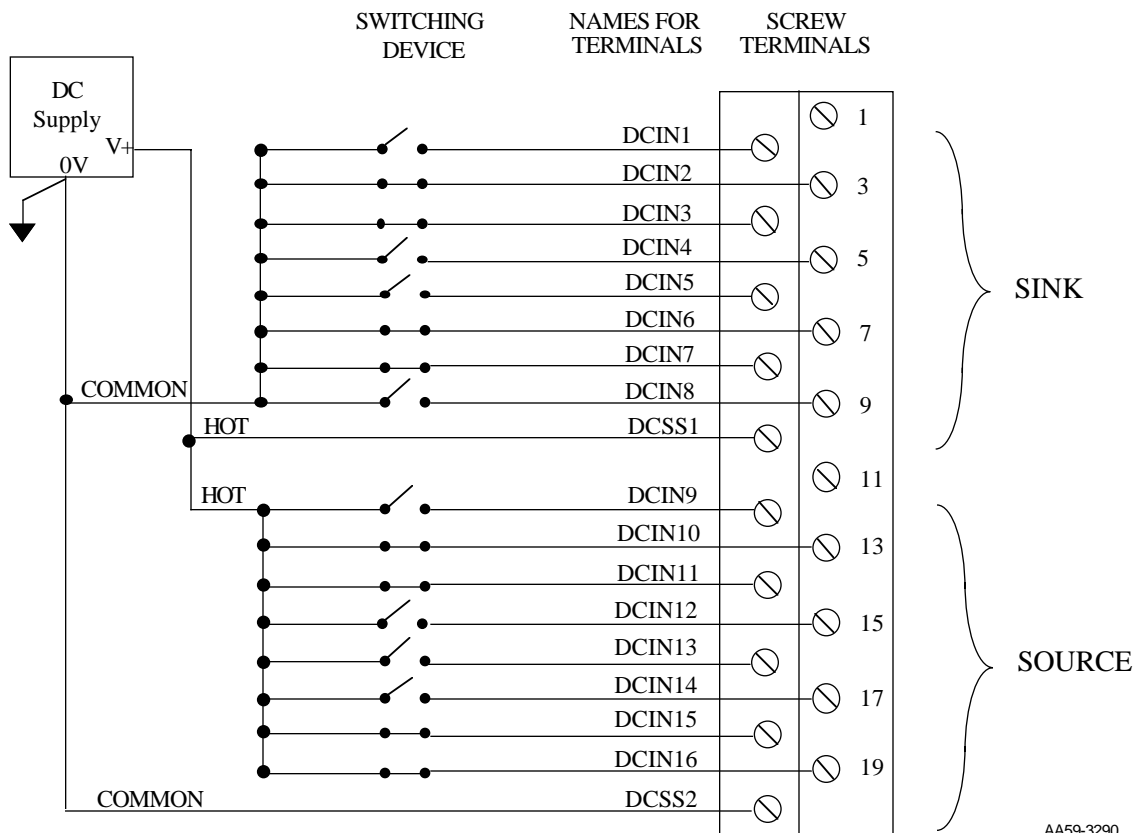 SWITCHING
DEVICE
NAMES FOR
TERMINALS
SCREW
TERMINALS
DC
Supply
V+
0V
1
DCIN1
DCIN2
3
DCIN3
DCIN4
5
DCIN5
SINK
DCIN6
7
DCIN7
COMMON
DCIN8
9
HOT
DCSS1
11
HOT
DCIN9
DCIN10
13
DCIN11
DCIN12
15
DCIN13
SOURCE
DCIN14
17
DCIN15
DCIN16
19
COMMON
DCSS2
AA59-3290